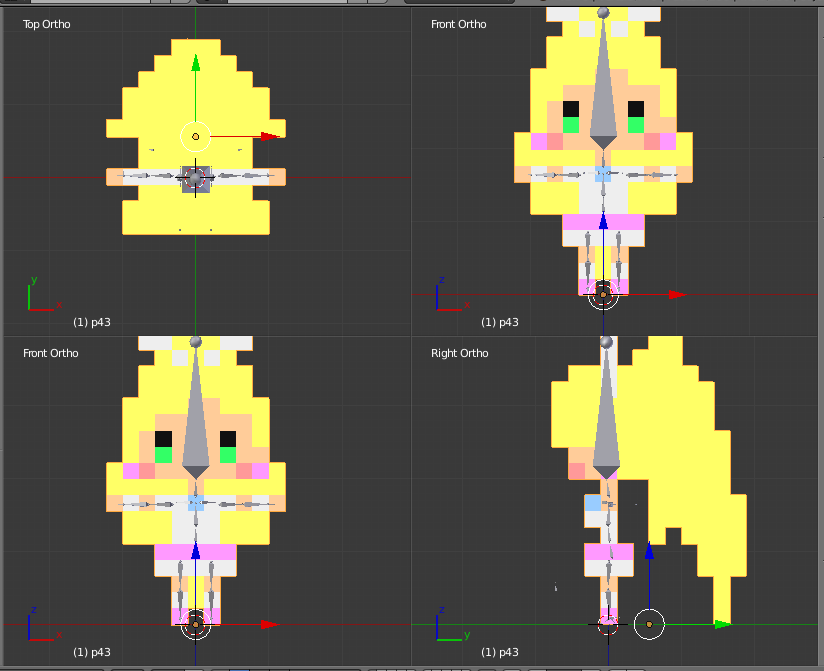 Top Ortho
y
x
(1) p43
Front Ortho
z
x
(1) p43
Front Ortho
z
x
(1) p43
Right Ortho
z
y
(1) p43